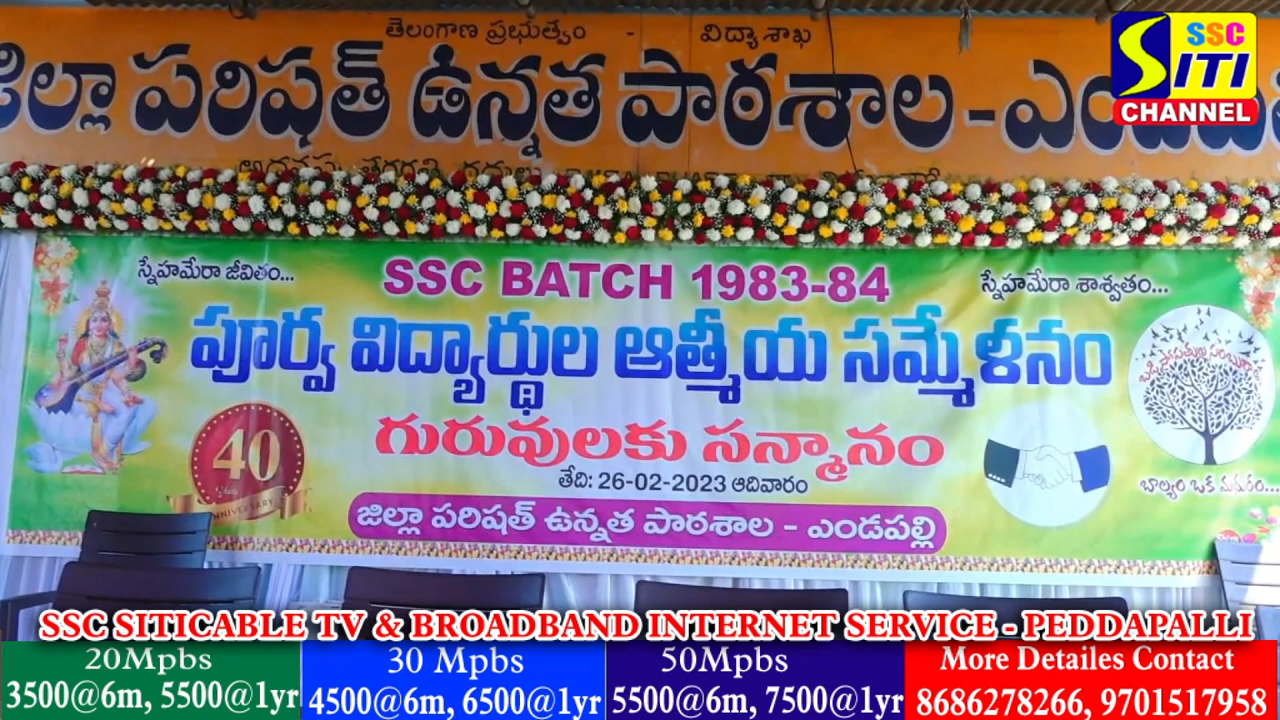 తెలంగాణ ప్రభుత్వం - విద్యాశాఖ
SSC
SITI
CHANNEL
జిల్లా పరిషత్ ఉన్నత పాఠశాల -
స్నేహమేరా జీవితం...
SSC BATCH 1983-84
స్నేహమేరా శాశ్వతం...
పూర్వ విద్యార్థుల ఆత్మీయ సమ్మేళనం
40
ANNIVERSARY
గురువులకు సన్మానం
తేది: 26-02-2023 ఆదివారం
బాల్యం ఒక
జిల్లా పరిషత్ ఉన్నత పాఠశాల - ఎండపల్లి
SSC SITICABLE TV & BROADBAND INTERNET SERVICE - PEDDAPALLI
20Mpbs
3500@6m, 5500@1yr
30 Mpbs
4500@6m, 6500@1yr
50Mpbs
5500@6m, 7500@1yr
More Detailes Contact
8686278266, 9701517958